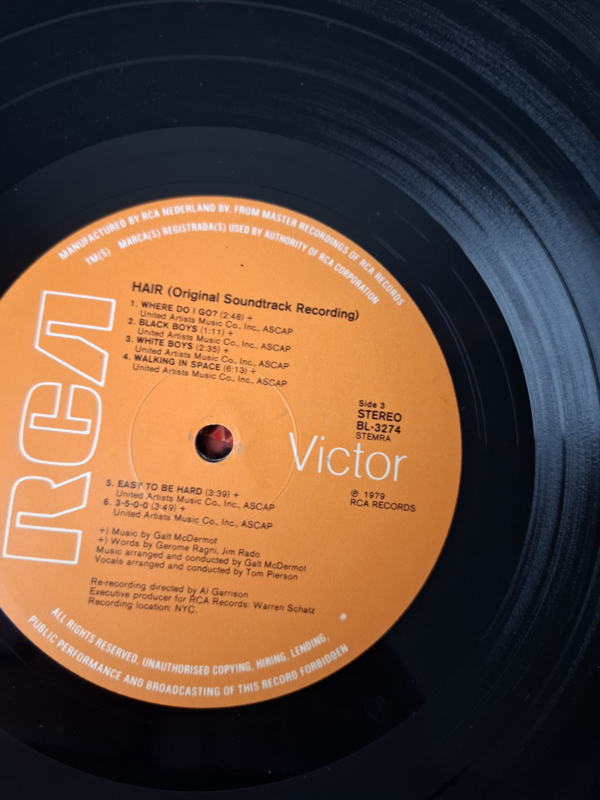 MANUFACTURED BY RCA NEDERLAND BV. FROM MASTER RECORDINGS OF RCA RECORDS
TM(S) MARCA(S) REGISTRADA(S) USED BY AUTHORITY OF RCA CORPORATION
RCA
HAIR (Original Soundtrack Recording)
1. WHERE DO I GO? (2:48) +
United Artists Music Co., Inc., ASCAP
2. BLACK BOYS (1:11) +
United Artists Music Co., Inc., ASCAP
3. WHITE BOYS (2:35) +
United Artists Music Co., Inc., ASCAP
4. WALKING IN SPACE (6:13) +
United Artists Music Co., Inc., ASCAP
Side 3
STEREO
BL-3274
STEMRA
Victor
℗ 1979
RCA RECORDS
5. EASY TO BE HARD (3:39) +
United Artists Music Co., Inc., ASCAP
6. 3-5-0-0 (3:49) +
United Artists Music Co., Inc., ASCAP
+) Music by Galt McDermot
+) Words by Gerome Ragni, Jim Rado
Music arranged and conducted by Galt McDermot
Vocals arranged and conducted by Tom Pierson
Re-recording directed by Al Garrison
Executive producer for RCA Records: Warren Schatz
Recording location: NYC.
ALL RIGHTS RESERVED, UNAUTHORISED COPYING, HIRING, LENDING,
PUBLIC PERFORMANCE AND BROADCASTING OF THIS RECORD FORBIDDEN